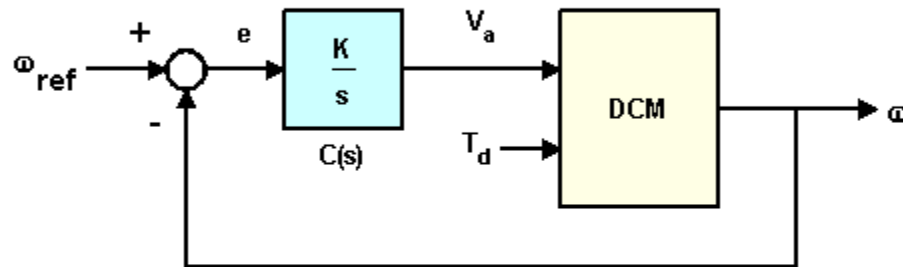 +
e
V_a
ω_ref
K
s
DCM
ω
-
C(s)
T_d